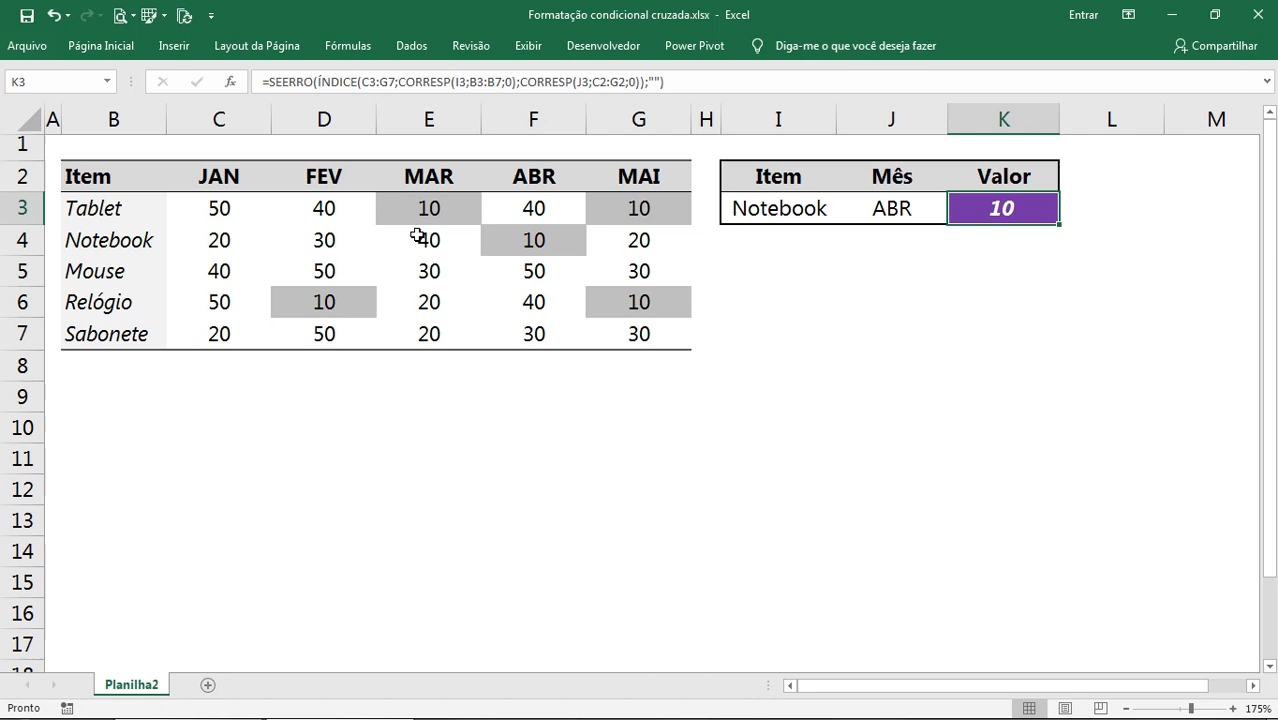 Formatação condicional cruzada.xlsx - Excel
Entrar
Arquivo Página Inicial Inserir Layout da Página Fórmulas Dados Revisão Exibir Desenvolvedor Power Pivot Diga-me o que você deseja fazer Compartilhar
K3 fx =SEERRO(ÍNDICE(C3:G7;CORRESP(I3;B3:B7;0);CORRESP(J3;C2:G2;0));"")
A B C D E F G H I J K L M
1
2 Item JAN FEV MAR ABR MAI Item Mês Valor
3 Tablet 50 40 10 40 10 Notebook ABR 10
4 Notebook 20 30 40 10 20
5 Mouse 40 50 30 50 30
6 Relógio 50 10 20 40 10
7 Sabonete 20 50 20 30 30
8
9
10
11
12
13
14
15
16
17
Planilha2
Pronto 175%